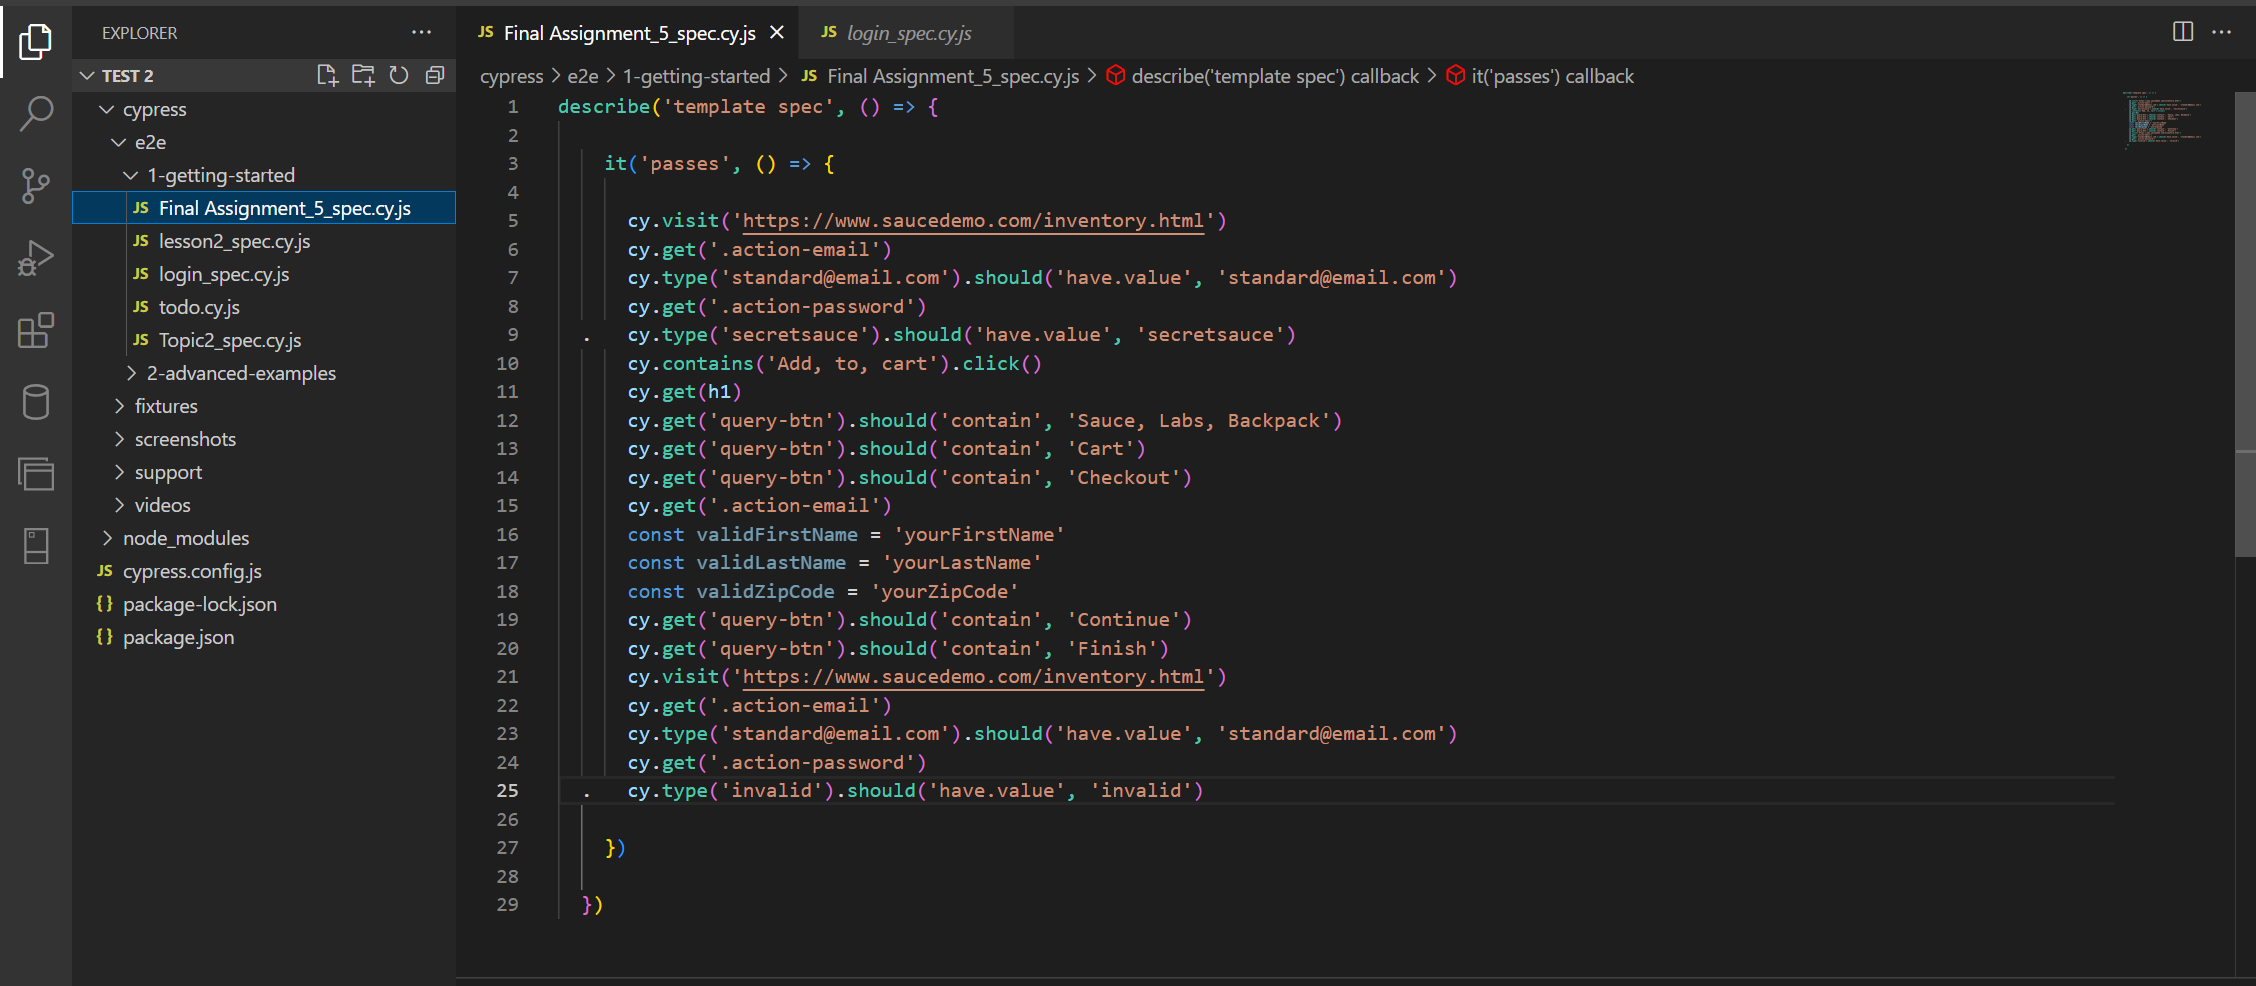 EXPLORER
TEST 2
cypress
e2e
1-getting-started
JS Final Assignment_5_spec.cy.js
JS lesson2_spec.cy.js
JS login_spec.cy.js
JS todo.cy.js
JS Topic2_spec.cy.js
2-advanced-examples
fixtures
screenshots
support
videos
node_modules
JS cypress.config.js
{} package-lock.json
{} package.json
JS Final Assignment_5_spec.cy.js
JS login_spec.cy.js
cypress > e2e > 1-getting-started > JS Final Assignment_5_spec.cy.js > describe('template spec') callback > it('passes') callback
1 describe('template spec', () => {
2
3 it('passes', () => {
4
5 cy.visit('https://www.saucedemo.com/inventory.html')
6 cy.get('.action-email')
7 cy.type('standard@email.com').should('have.value', 'standard@email.com')
8 cy.get('.action-password')
9 . cy.type('secretsauce').should('have.value', 'secretsauce')
10 cy.contains('Add, to, cart').click()
11 cy.get(h1)
12 cy.get('query-btn').should('contain', 'Sauce, Labs, Backpack')
13 cy.get('query-btn').should('contain', 'Cart')
14 cy.get('query-btn').should('contain', 'Checkout')
15 cy.get('.action-email')
16 const validFirstName = 'yourFirstName'
17 const validLastName = 'yourLastName'
18 const validZipCode = 'yourZipCode'
19 cy.get('query-btn').should('contain', 'Continue')
20 cy.get('query-btn').should('contain', 'Finish')
21 cy.visit('https://www.saucedemo.com/inventory.html')
22 cy.get('.action-email')
23 cy.type('standard@email.com').should('have.value', 'standard@email.com')
24 cy.get('.action-password')
25 . cy.type('invalid').should('have.value', 'invalid')
26
27 })
28
29 })